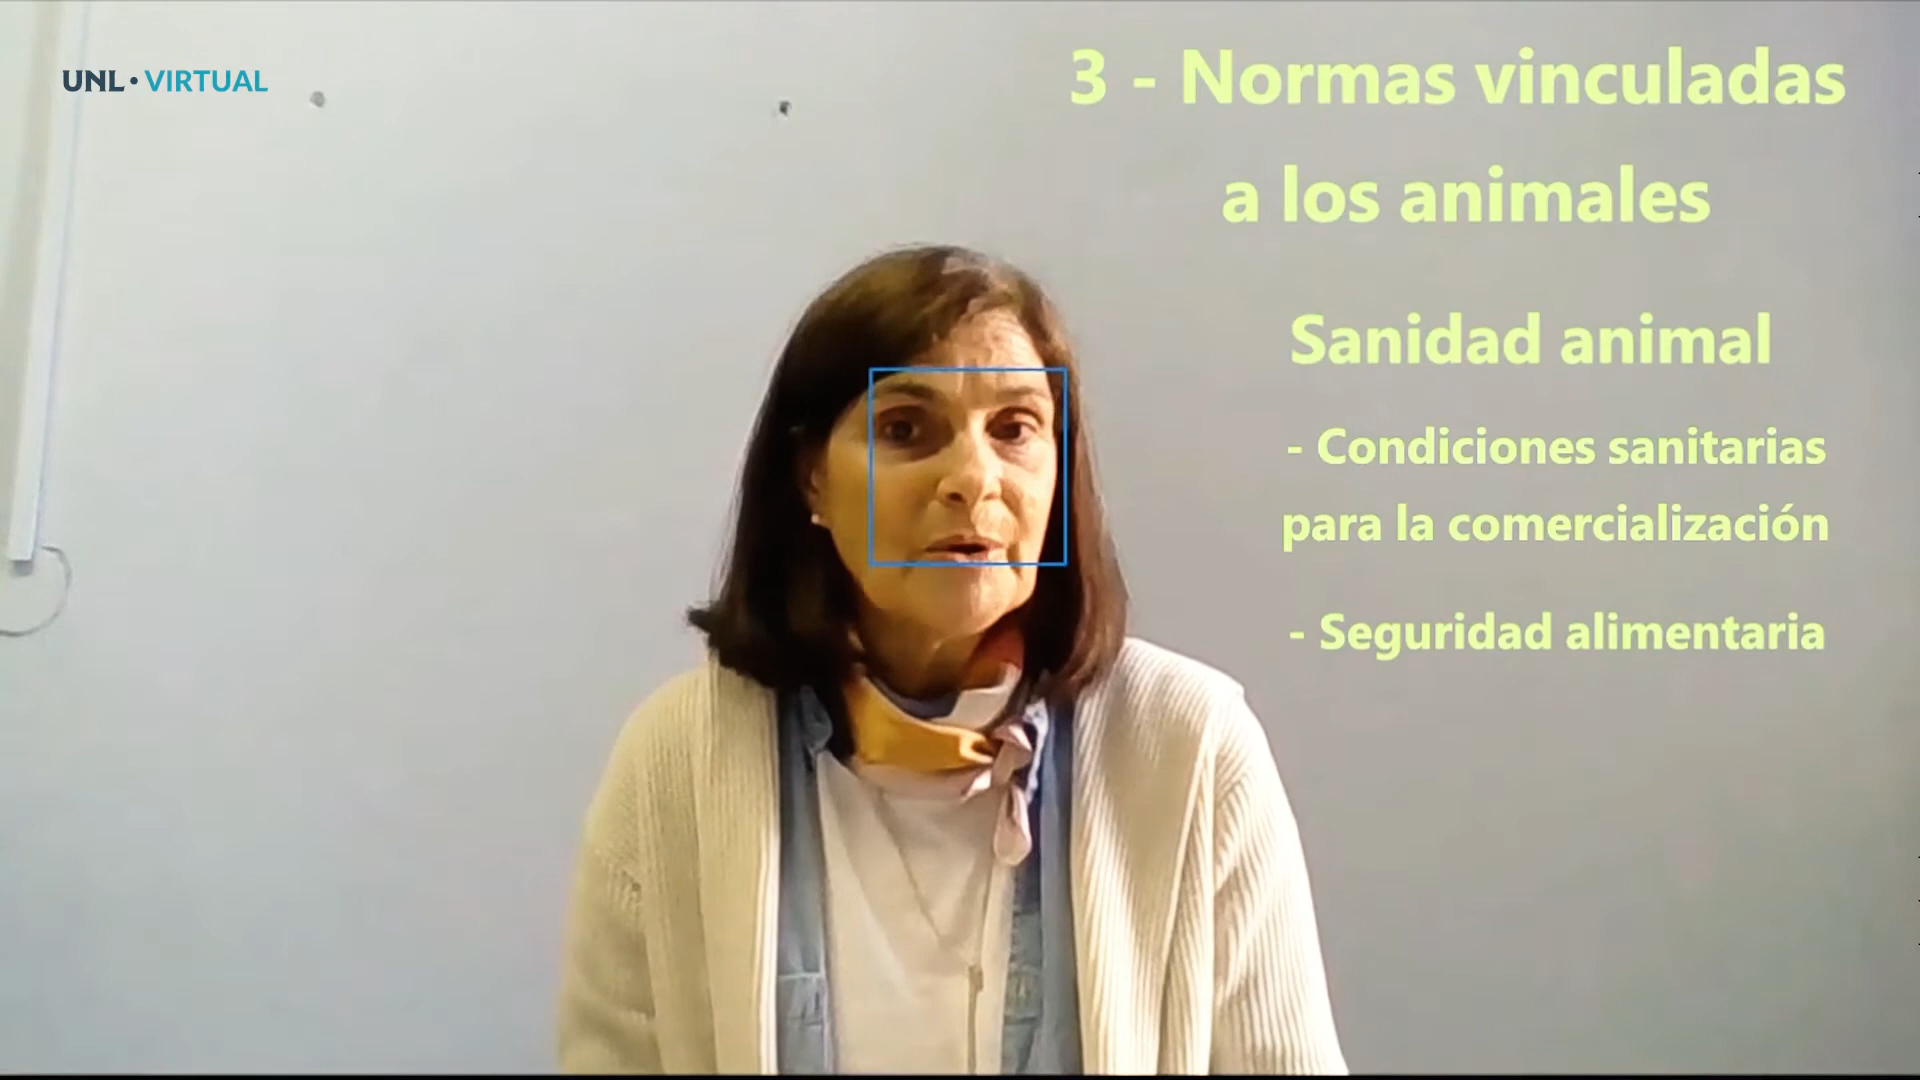 UNL • VIRTUAL
3 - Normas vinculadas
a los animales
Sanidad animal
- Condiciones sanitarias
para la comercialización
- Seguridad alimentaria